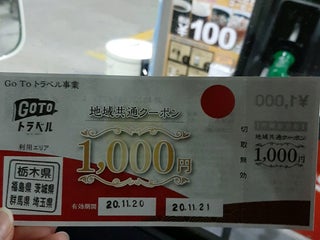 ¥100
Go To トラベル事業
GOTO
トラベル
利用エリア
栃木県
福島県 茨城県
群馬県 埼玉県
地域共通クーポン
1,000円
有効期間 20.11.20 20.11.21
切取無効
¥1,000
地域共通クーポン
1,000円